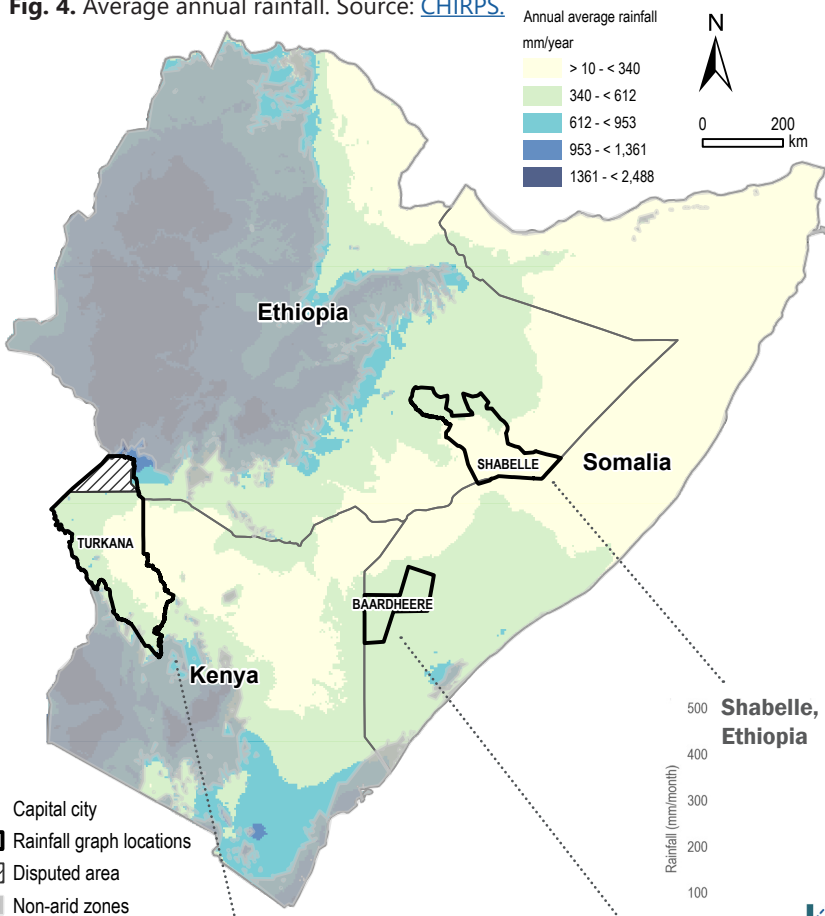 Fig. 4. Average annual rainfall. Source: CHIRPS.
Annual average rainfall
mm/year
> 10 - < 340
340 - < 612
612 - < 953
953 - < 1,361
1361 - < 2,488
N
0 200
km
Ethiopia
SHABELLE
Somalia
TURKANA
BAARDHEERE
Kenya
Shabelle,
Ethiopia
500
400
300
200
100
Rainfall (mm/month)
Capital city
Rainfall graph locations
Disputed area
Non-arid zones